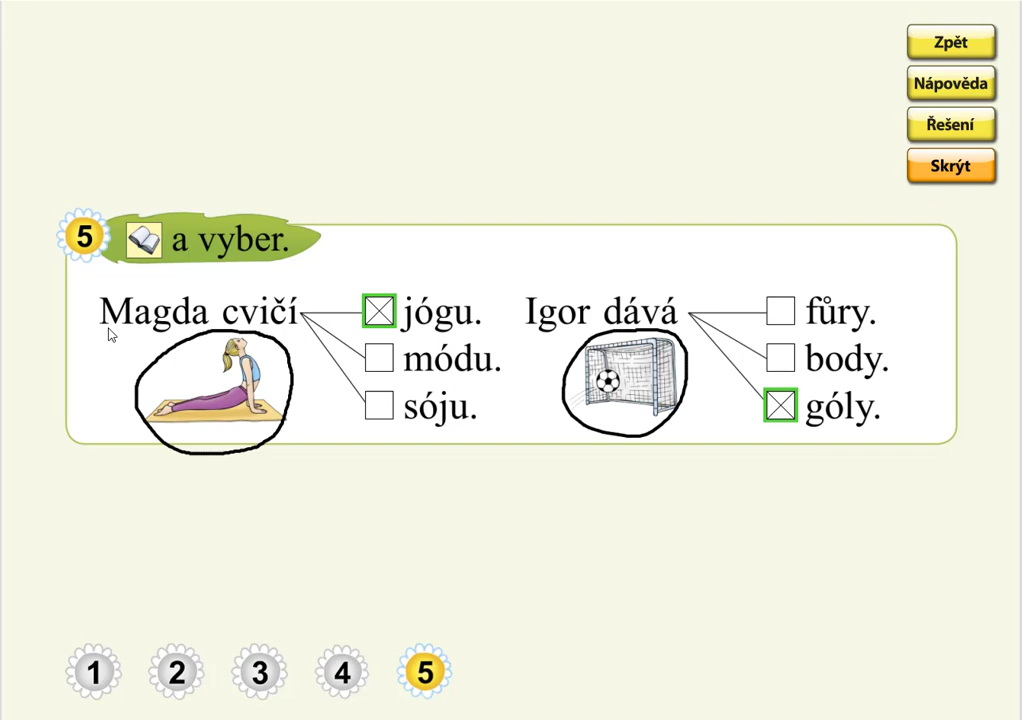 Zpět
Nápověda
Řešení
Skrýt
5 a vyber.
Magda cvičí
jógu.
módu.
sóju.
Igor dává
fůry.
body.
góly.
1 2 3 4 5